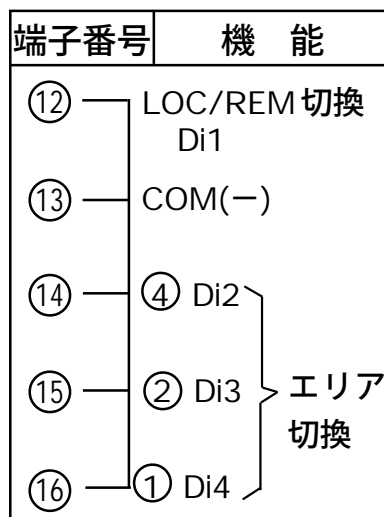 端子番号 機 能
⑫ LOC/REM 切換
Di1
⑬ COM(−)
⑭ ④ Di2
⑮ ② Di3 エリア
切換
⑯ ① Di4